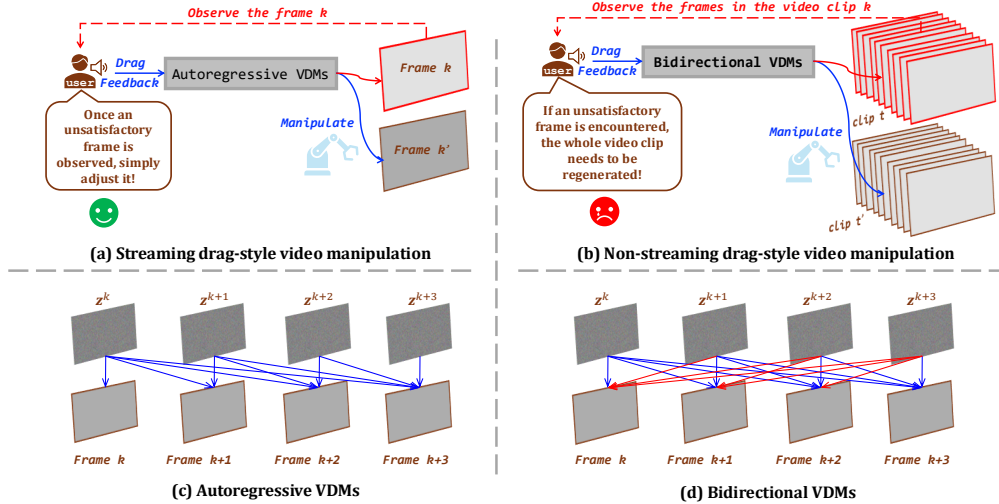 Observe the frame k
user
Drag
Feedback
Autoregressive VDMs
Frame k
Once an
unsatisfactory
frame is
observed, simply
adjust it!
Manipulate
Frame k'
(a) Streaming drag-style video manipulation
Observe the frames in the video clip k
user
Drag
Feedback
Bidirectional VDMs
clip t
If an unsatisfactory
frame is encountered,
the whole video clip
needs to be
regenerated!
Manipulate
clip t'
(b) Non-streaming drag-style video manipulation
z^k z^{k+1} z^{k+2} z^{k+3}
Frame k Frame k+1 Frame k+2 Frame k+3
(c) Autoregressive VDMs
z^k z^{k+1} z^{k+2} z^{k+3}
Frame k Frame k+1 Frame k+2 Frame k+3
(d) Bidirectional VDMs